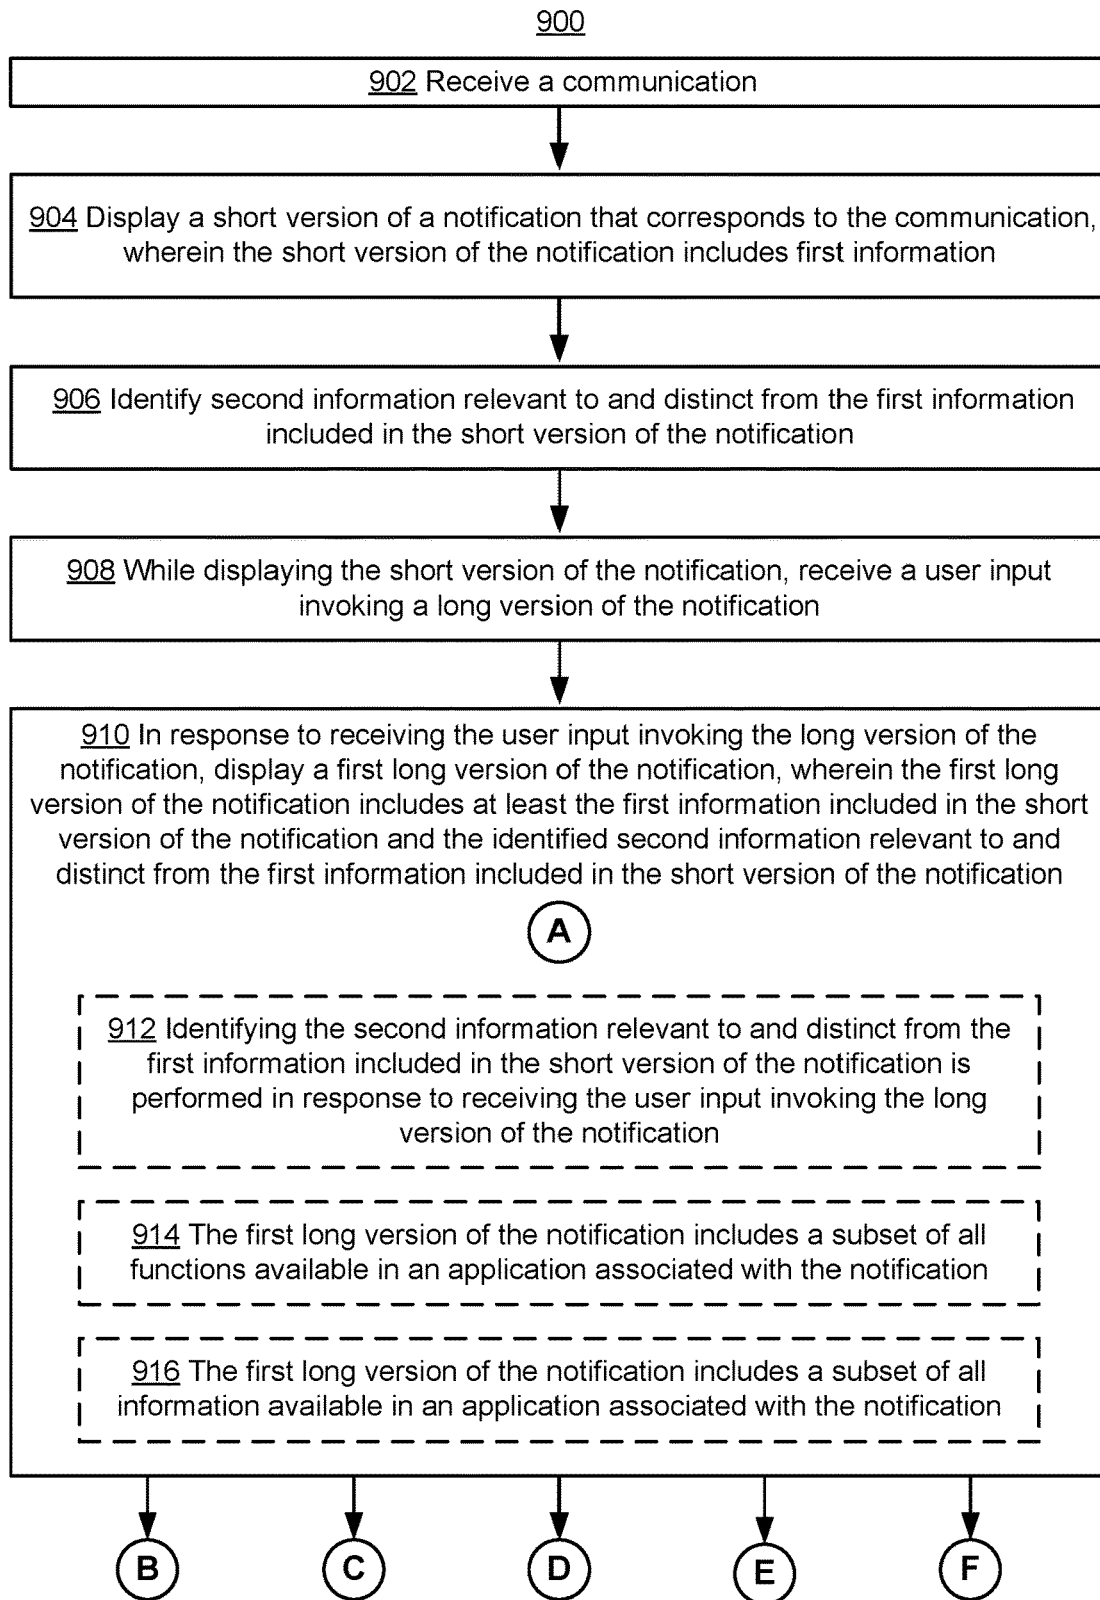 900
902 Receive a communication
904 Display a short version of a notification that corresponds to the communication,
wherein the short version of the notification includes first information
906 Identify second information relevant to and distinct from the first information
included in the short version of the notification
908 While displaying the short version of the notification, receive a user input
invoking a long version of the notification
910 In response to receiving the user input invoking the long version of the
notification, display a first long version of the notification, wherein the first long
version of the notification includes at least the first information included in the short
version of the notification and the identified second information relevant to and
distinct from the first information included in the short version of the notification
A
912 Identifying the second information relevant to and distinct from the
first information included in the short version of the notification is
performed in response to receiving the user input invoking the long
version of the notification
914 The first long version of the notification includes a subset of all
functions available in an application associated with the notification
916 The first long version of the notification includes a subset of all
information available in an application associated with the notification
B C D E F